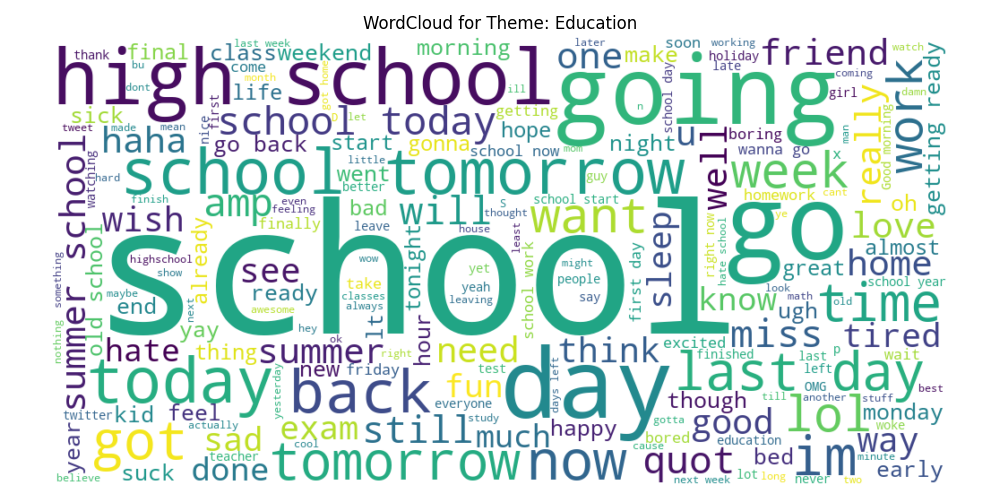 WordCloud for Theme: Education
thank
final
class
weekend
last week
morning
one
later
soon
working
make
holiday
friend
watch
high school
going
bu
dont
come
month
got home
ill
late
coming
work
getting ready
sick
life
first
nice
school today
D
let
getting
n
school day
girl
damn
tweet
made
mean
haha
go back
start
gonna
hope
school now
night
mom
u
boring
well
wanna go
x
man
really
Good morning
school tomorrow
little
better
went
guy
week
homework
cant
summer school
watching
hard
finish
amp
even
feeling
bad
leave
will
S
thought
school start
want
sleep
go
ye
oh
love
wish
finally
house
least
old school
already
highschool
show
see
wow
school
tonight
yet
might
people
say
school work
first day
know
right now
hate school
great
almost
home
look
school year
something
maybe
end
next
ready
take
classes
always
yeah
leaving
math
ugh
time
old
awesome
hey
lt
hour
miss
tired
nothing
yay
hate
thing
summer
ok
right
need
think
excited
finished
last
p
wait
today
new
friday
back
test
fun
day
days left
last day
left
OMG
till
another
stuff
best
year
twitter
kid
feel
yesterday
everyone
study
though
lol
monday
actually
exam
still
much
happy
gotta
good
bored
education
woke
got
sad
cool
cause
way
minute
believe
suck
done
teacher
tomorrow
now
quot
bed
next week
lot
long
never
im
two
early